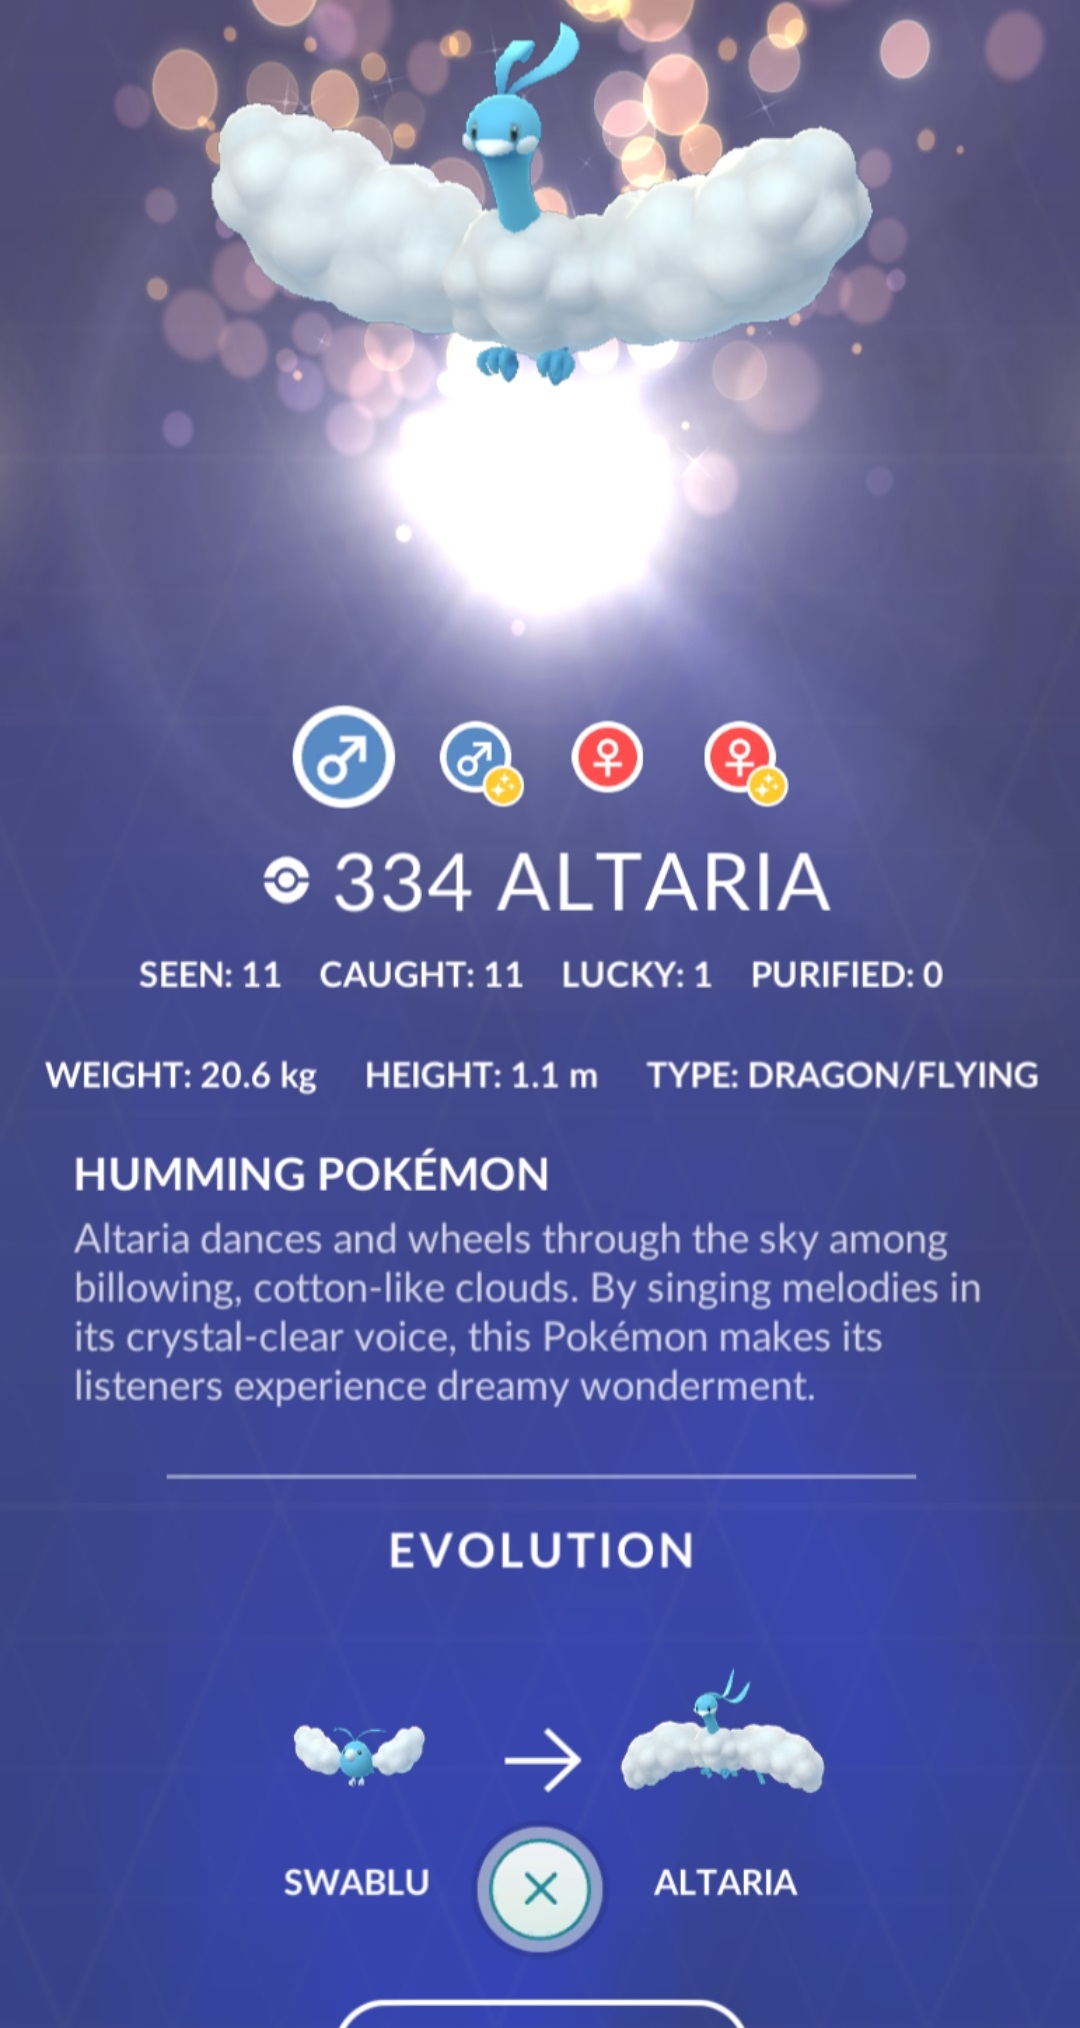 334 ALTARIA
SEEN: 11 CAUGHT: 11 LUCKY: 1 PURIFIED: 0
WEIGHT: 20.6 kg HEIGHT: 1.1 m TYPE: DRAGON/FLYING
HUMMING POKÉMON
Altaria dances and wheels through the sky among
billowing, cotton-like clouds. By singing melodies in
its crystal-clear voice, this Pokémon makes its
listeners experience dreamy wonderment.
EVOLUTION
SWABLU ALTARIA